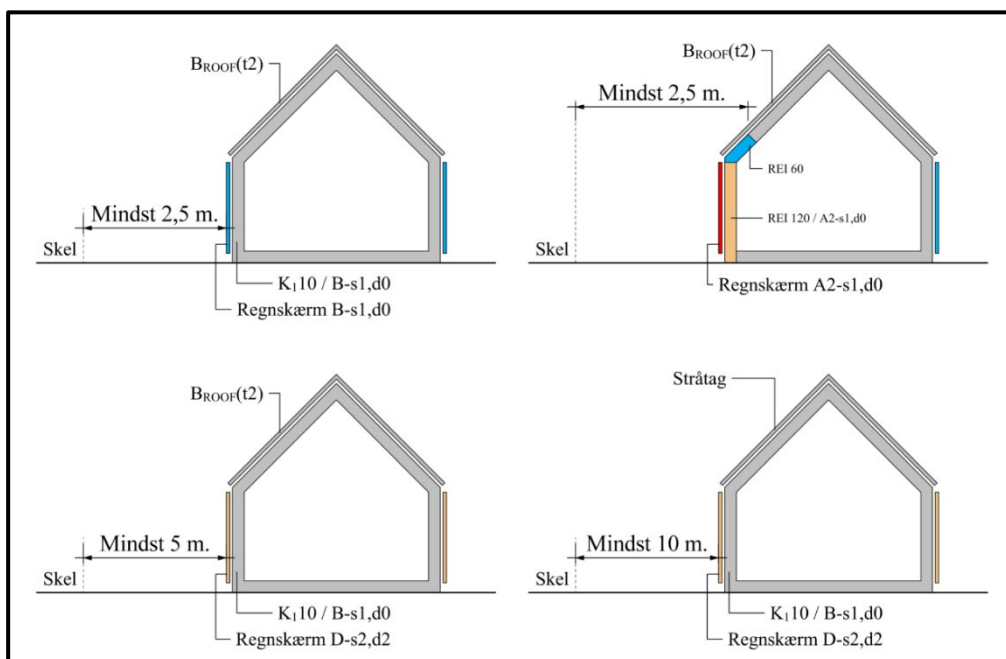 B_ROOF(t2)
Mindst 2,5 m.
Skel
K₁10 / B-s1,d0
Regnskærm B-s1,d0
B_ROOF(t2)
Mindst 2,5 m.
REI 60
REI 120 / A2-s1,d0
Skel
Regnskærm A2-s1,d0
B_ROOF(t2)
Mindst 5 m.
Skel
K₁10 / B-s1,d0
Regnskærm D-s2,d2
Stråtag
Mindst 10 m.
Skel
K₁10 / B-s1,d0
Regnskærm D-s2,d2